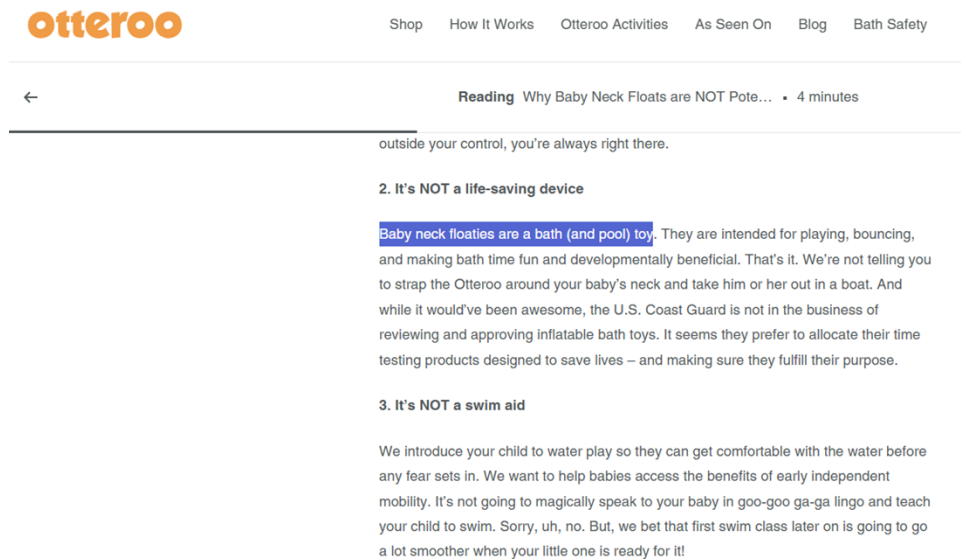 otteroo
Shop How It Works Otteroo Activities As Seen On Blog Bath Safety
← Reading Why Baby Neck Floats are NOT Pote… • 4 minutes
outside your control, you’re always right there.
2. It’s NOT a life-saving device
Baby neck floaties are a bath (and pool) toy. They are intended for playing, bouncing,
and making bath time fun and developmentally beneficial. That’s it. We’re not telling you
to strap the Otteroo around your baby’s neck and take him or her out in a boat. And
while it would’ve been awesome, the U.S. Coast Guard is not in the business of
reviewing and approving inflatable bath toys. It seems they prefer to allocate their time
testing products designed to save lives – and making sure they fulfill their purpose.
3. It’s NOT a swim aid
We introduce your child to water play so they can get comfortable with the water before
any fear sets in. We want to help babies access the benefits of early independent
mobility. It’s not going to magically speak to your baby in goo-goo ga-ga lingo and teach
your child to swim. Sorry, uh, no. But, we bet that first swim class later on is going to go
a lot smoother when your little one is ready for it!